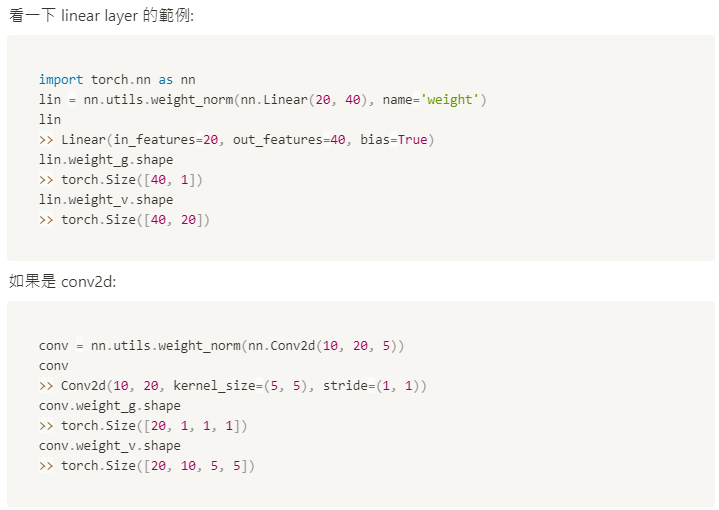 看一下 linear layer 的範例:
import torch.nn as nn
lin = nn.utils.weight_norm(nn.Linear(20, 40), name='weight')
lin
>> Linear(in_features=20, out_features=40, bias=True)
lin.weight_g.shape
>> torch.Size([40, 1])
lin.weight_v.shape
>> torch.Size([40, 20])
如果是 conv2d:
conv = nn.utils.weight_norm(nn.Conv2d(10, 20, 5))
conv
>> Conv2d(10, 20, kernel_size=(5, 5), stride=(1, 1))
conv.weight_g.shape
>> torch.Size([20, 1, 1, 1])
conv.weight_v.shape
>> torch.Size([20, 10, 5, 5])